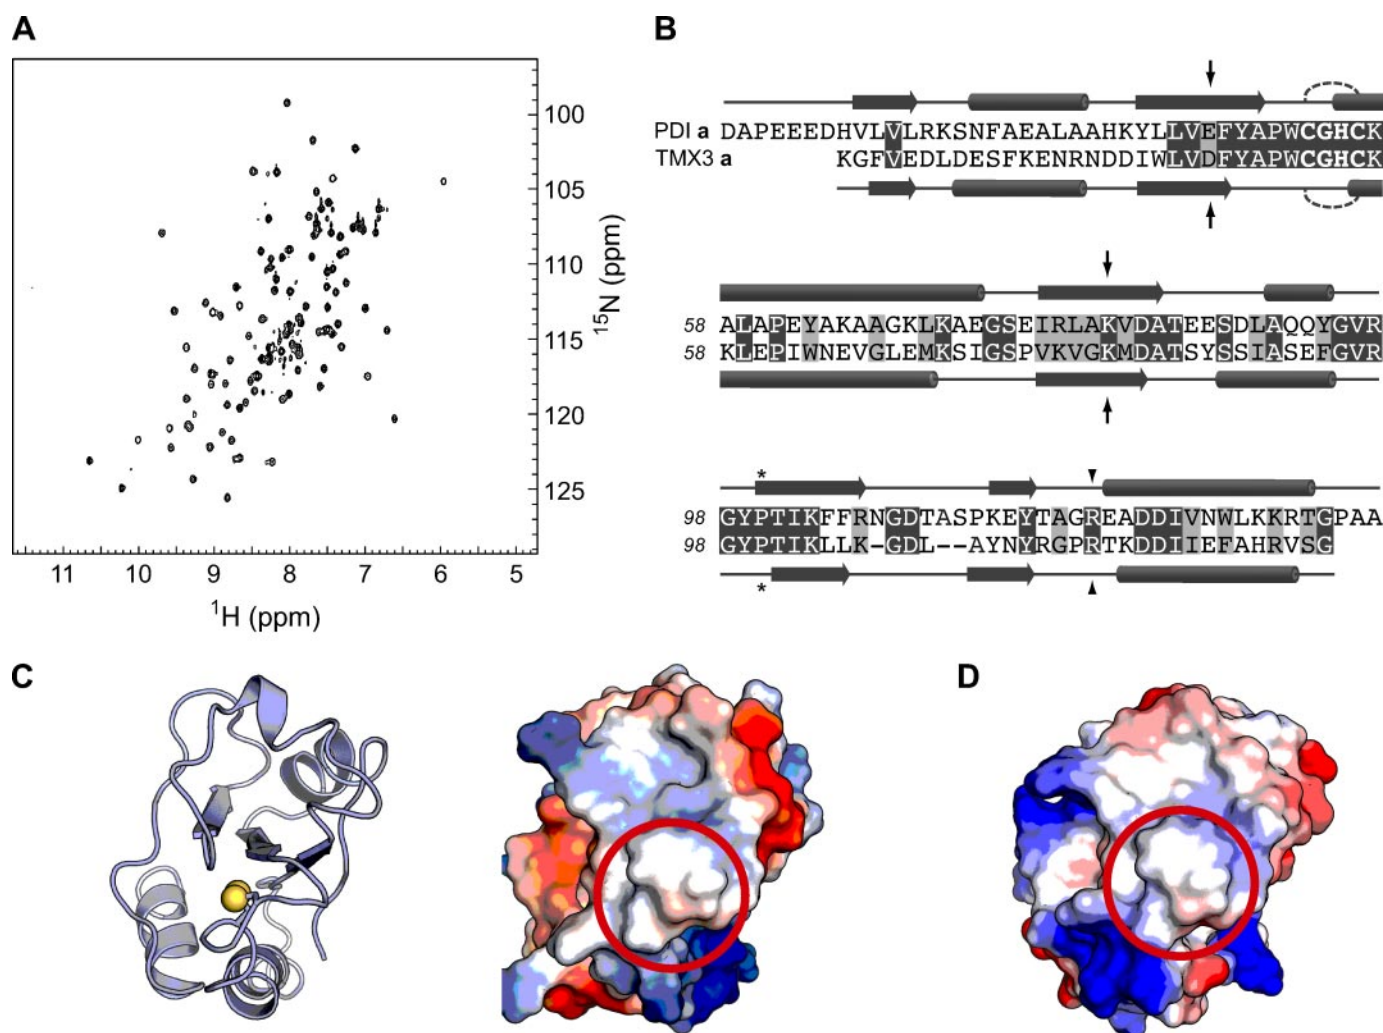 A
100
105
110
115
120
125
¹⁵N (ppm)
11 10 9 8 7 6 5
¹H (ppm)
B
PDI a DAPEEEDHVLVLRKSNFAEALAAHKYLLVEFYAPWCGHCK
TMX3 a KGFVEDLDESFKENRNDDIWLVDFYAPWCGHCK
58 ALAPEYAKAAGKLKAEGSEIRLAKVDATEESDLAQQYGVR
58 KLEPIWNEVGLEMKSIGSPVKVGKMDATSYSSIASEFGVR
* 
98 GYPTIKFFRNGDTASPKEYTAGREADDIVNWLKKRTGPAA
98 GYPTIKLLK-GDL--AYNYRGPRTKDDIIEFAHRVSG
*
C
D